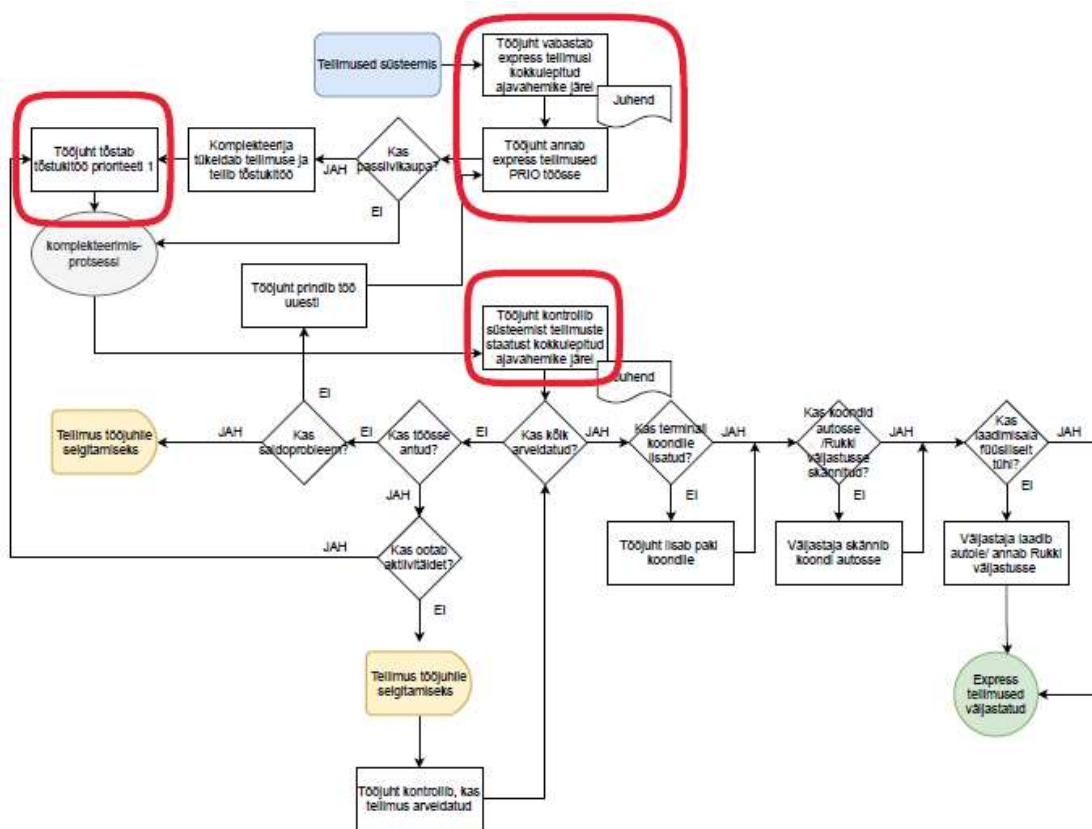 Tellimused süsteemis
Tööjuht vabastab
express tellimusi
kokkulepitud
ajavahemike järel
Juhend
Tööjuht annab
express tellimused
PRIO töösse
Kas
passiivikaupa?
JAH
EI
Komplekteerija
tükeldab tellimuse ja
tellib tõstukitöö
Tööjuht tõstab
tõstukitöö prioriteeti 1
komplekteerimis-
protsessi
Tööjuht prindib töö
uuesti
Tööjuht kontrollib
süsteemist tellimuste
staatust kokkulepitud
ajavahemike järel
Juhend
EI
Tellimus tööjuhile
selgitamiseks
JAH
Kas
saldoprobleem?
EI
Kas töösse
antud?
EI
Kas kõik
arveldatud?
JAH
Kas terminali
koondile
lisatud?
JAH
Kas koondid
autosse
/Rukki
väljastusse
skännitud?
JAH
Kas
laadimisala
füüsiliselt
tühi?
JAH
JAH
EI
EI
EI
JAH
Kas ootab
aktiivitäidet?
Tööjuht lisab paki
koondile
Väljastaja skännib
koondi autosse
Väljastaja laadib
autole/ annab Rukki
väljastusse
EI
Tellimus tööjuhile
selgitamiseks
Express
tellimused
väljastatud
Tööjuht kontrollib, kas
tellimus arveldatud